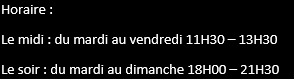 Horaire :
Le midi : du mardi au vendredi 11H30 – 13H30
Le soir : du mardi au dimanche 18H00 – 21H30